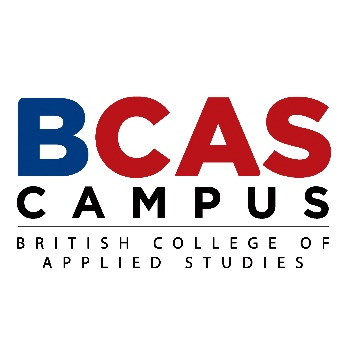 BCAS
CAMPUS
BRITISH COLLEGE OF
APPLIED STUDIES